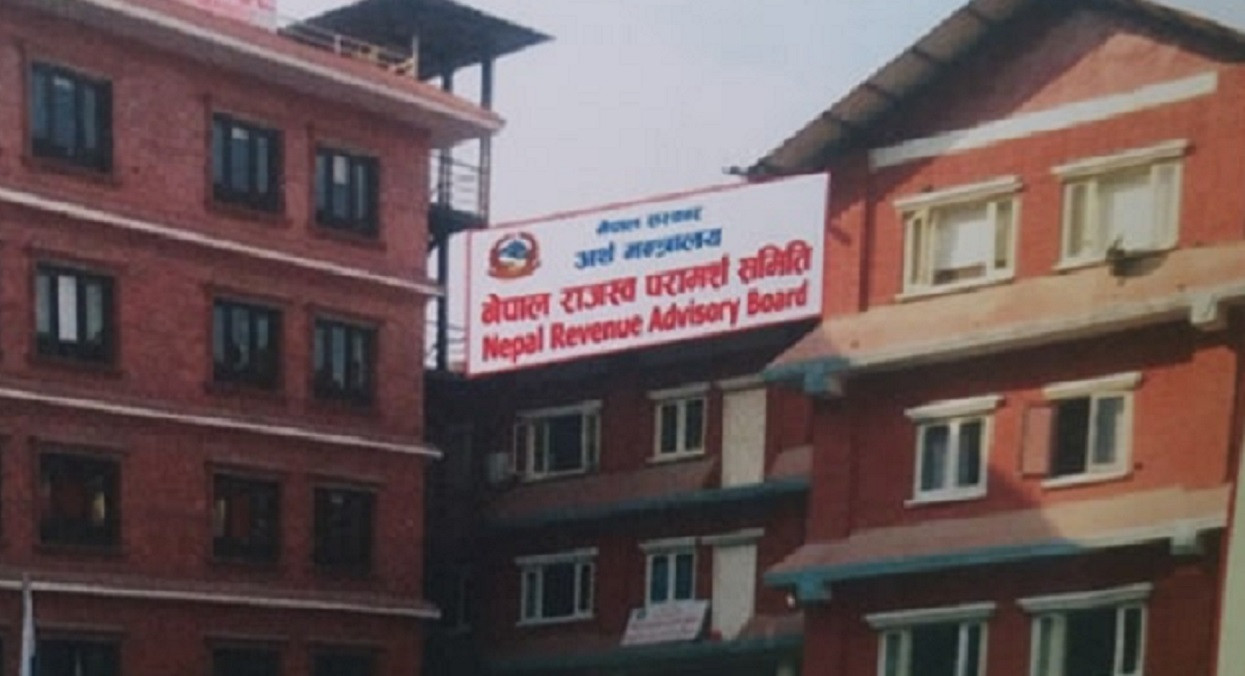 नेपाल सरकार
अर्थ मन्त्रालय
नेपाल राजस्व परामर्श समिति
Nepal Revenue Advisory Board